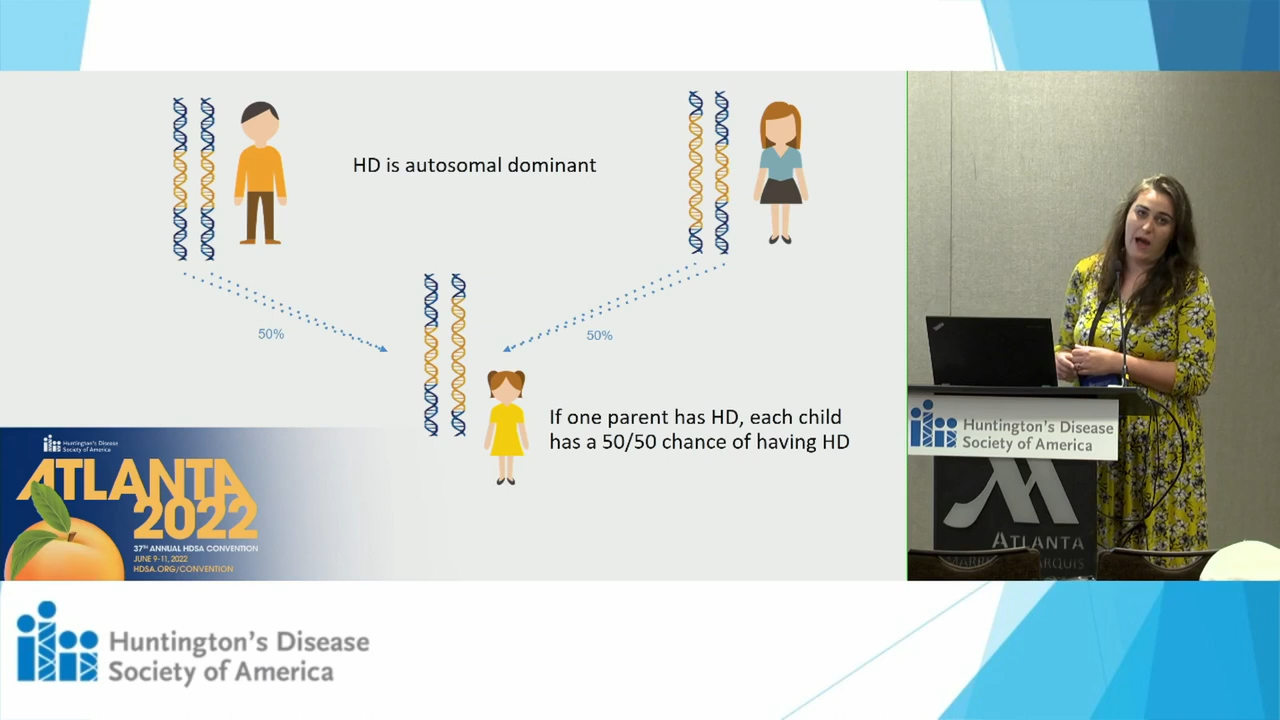 HD is autosomal dominant
50%
50%
If one parent has HD, each child
has a 50/50 chance of having HD
Huntington's Disease
Society of America
ATLANTA
2022
37TH ANNUAL HDSA CONVENTION
JUNE 9-11, 2022
HDSA.ORG/CONVENTION
Huntington's Disease
Society of America
ATLANTA
MARRIOTT MARQUIS
Huntington's Disease
Society of America